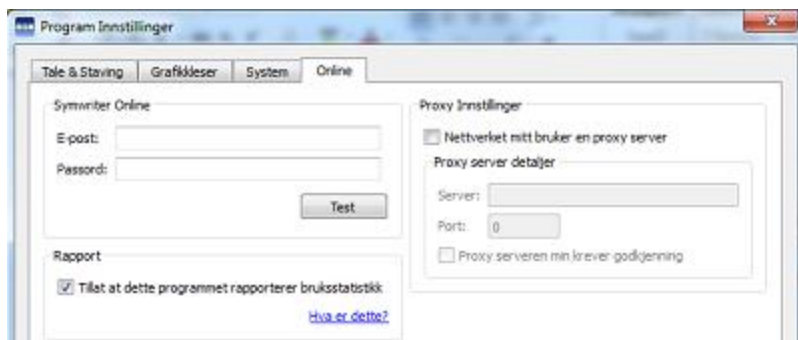 Program Innstillinger
Tale & Staving
Grafikkleser
System
Online
Symwriter Online
E-post:
Passord:
Test
Rapport
Tillat at dette programmet rapporterer bruksstatistikk
Hva er dette?
Proxy Innstillinger
Nettverket mitt bruker en proxy server
Proxy server detaljer
Server:
Port: 0
Proxy serveren min krever godkjenning